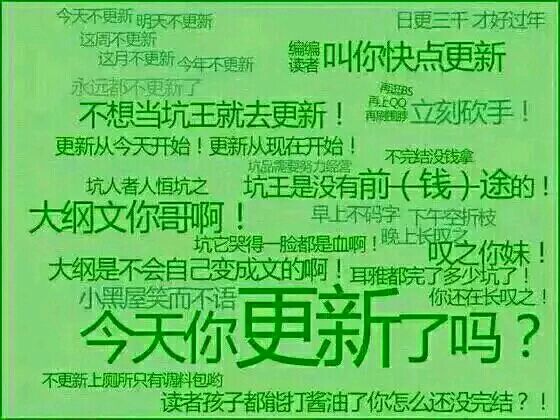 今天不更新 明天不更新
日更三千 才好过年
这周不更新
这月不更新 今年不更新
编编
读者
叫你快点更新
永远都不更新了
再逛BS
再上QQ
再刷围脖
立刻砍手！
不想当坑王就去更新！
更新从今天开始！更新从现在开始！
不完结没钱拿
坑品需要努力经营
坑人者人恒坑之
坑王是没有前（钱）途的！
大纲文你哥啊！
早上不码字 下午空折枝
晚上长叹之
坑它哭得一脸都是血啊！
叹之你妹！
大纲是不会自己变成文的啊！
耳雅都完了多少坑了！
小黑屋笑而不语
你还在长叹之！
今天你更新了吗？
不更新上厕所只有调料包哟
读者孩子都能打酱油了你怎么还没完结？！